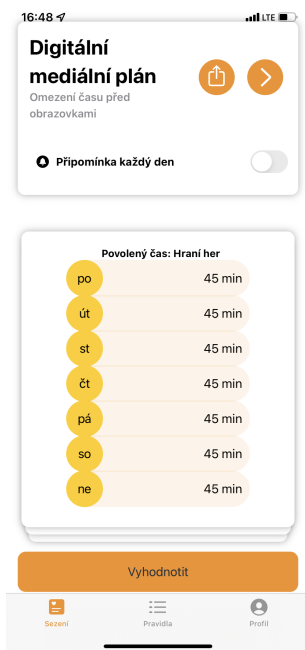 16:48
LTE
Digitální
mediální plán
Omezení času před
obrazovkami
Připomínka každý den
Povolený čas: Hraní her
po 45 min
út 45 min
st 45 min
čt 45 min
pá 45 min
so 45 min
ne 45 min
Vyhodnotit
Sezení Pravidla Profil